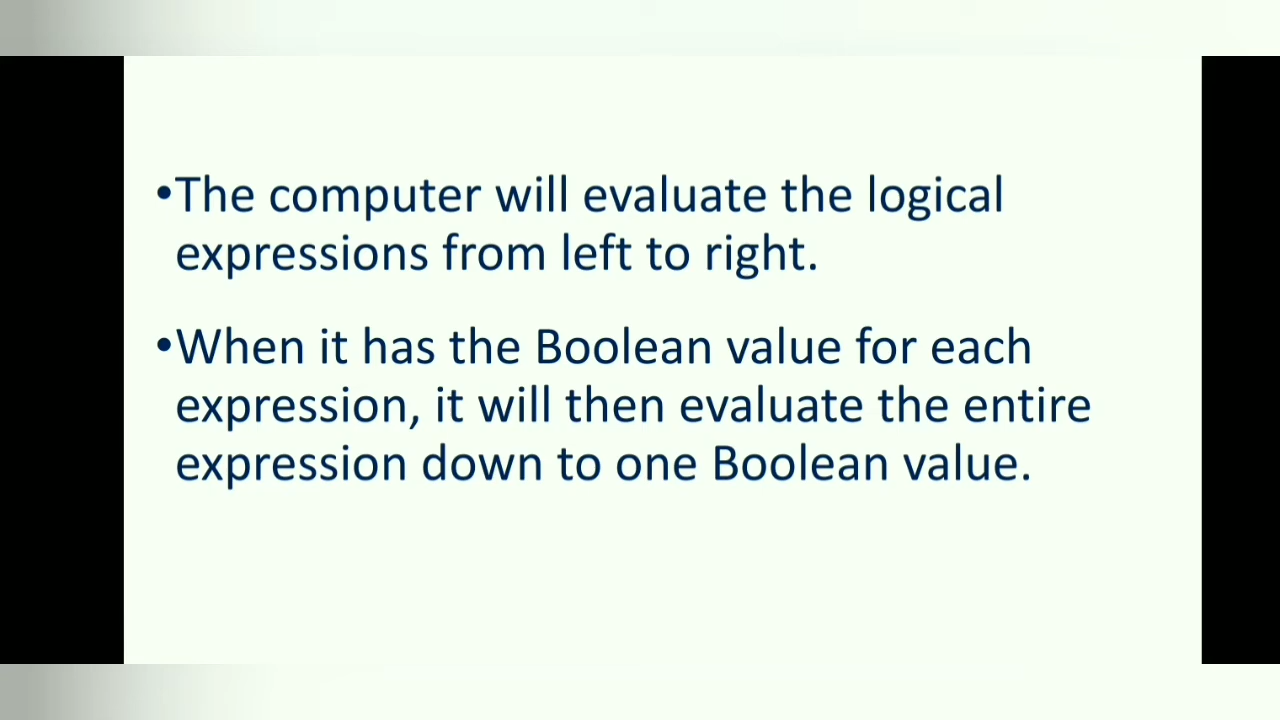 •The computer will evaluate the logical
expressions from left to right.
•When it has the Boolean value for each
expression, it will then evaluate the entire
expression down to one Boolean value.